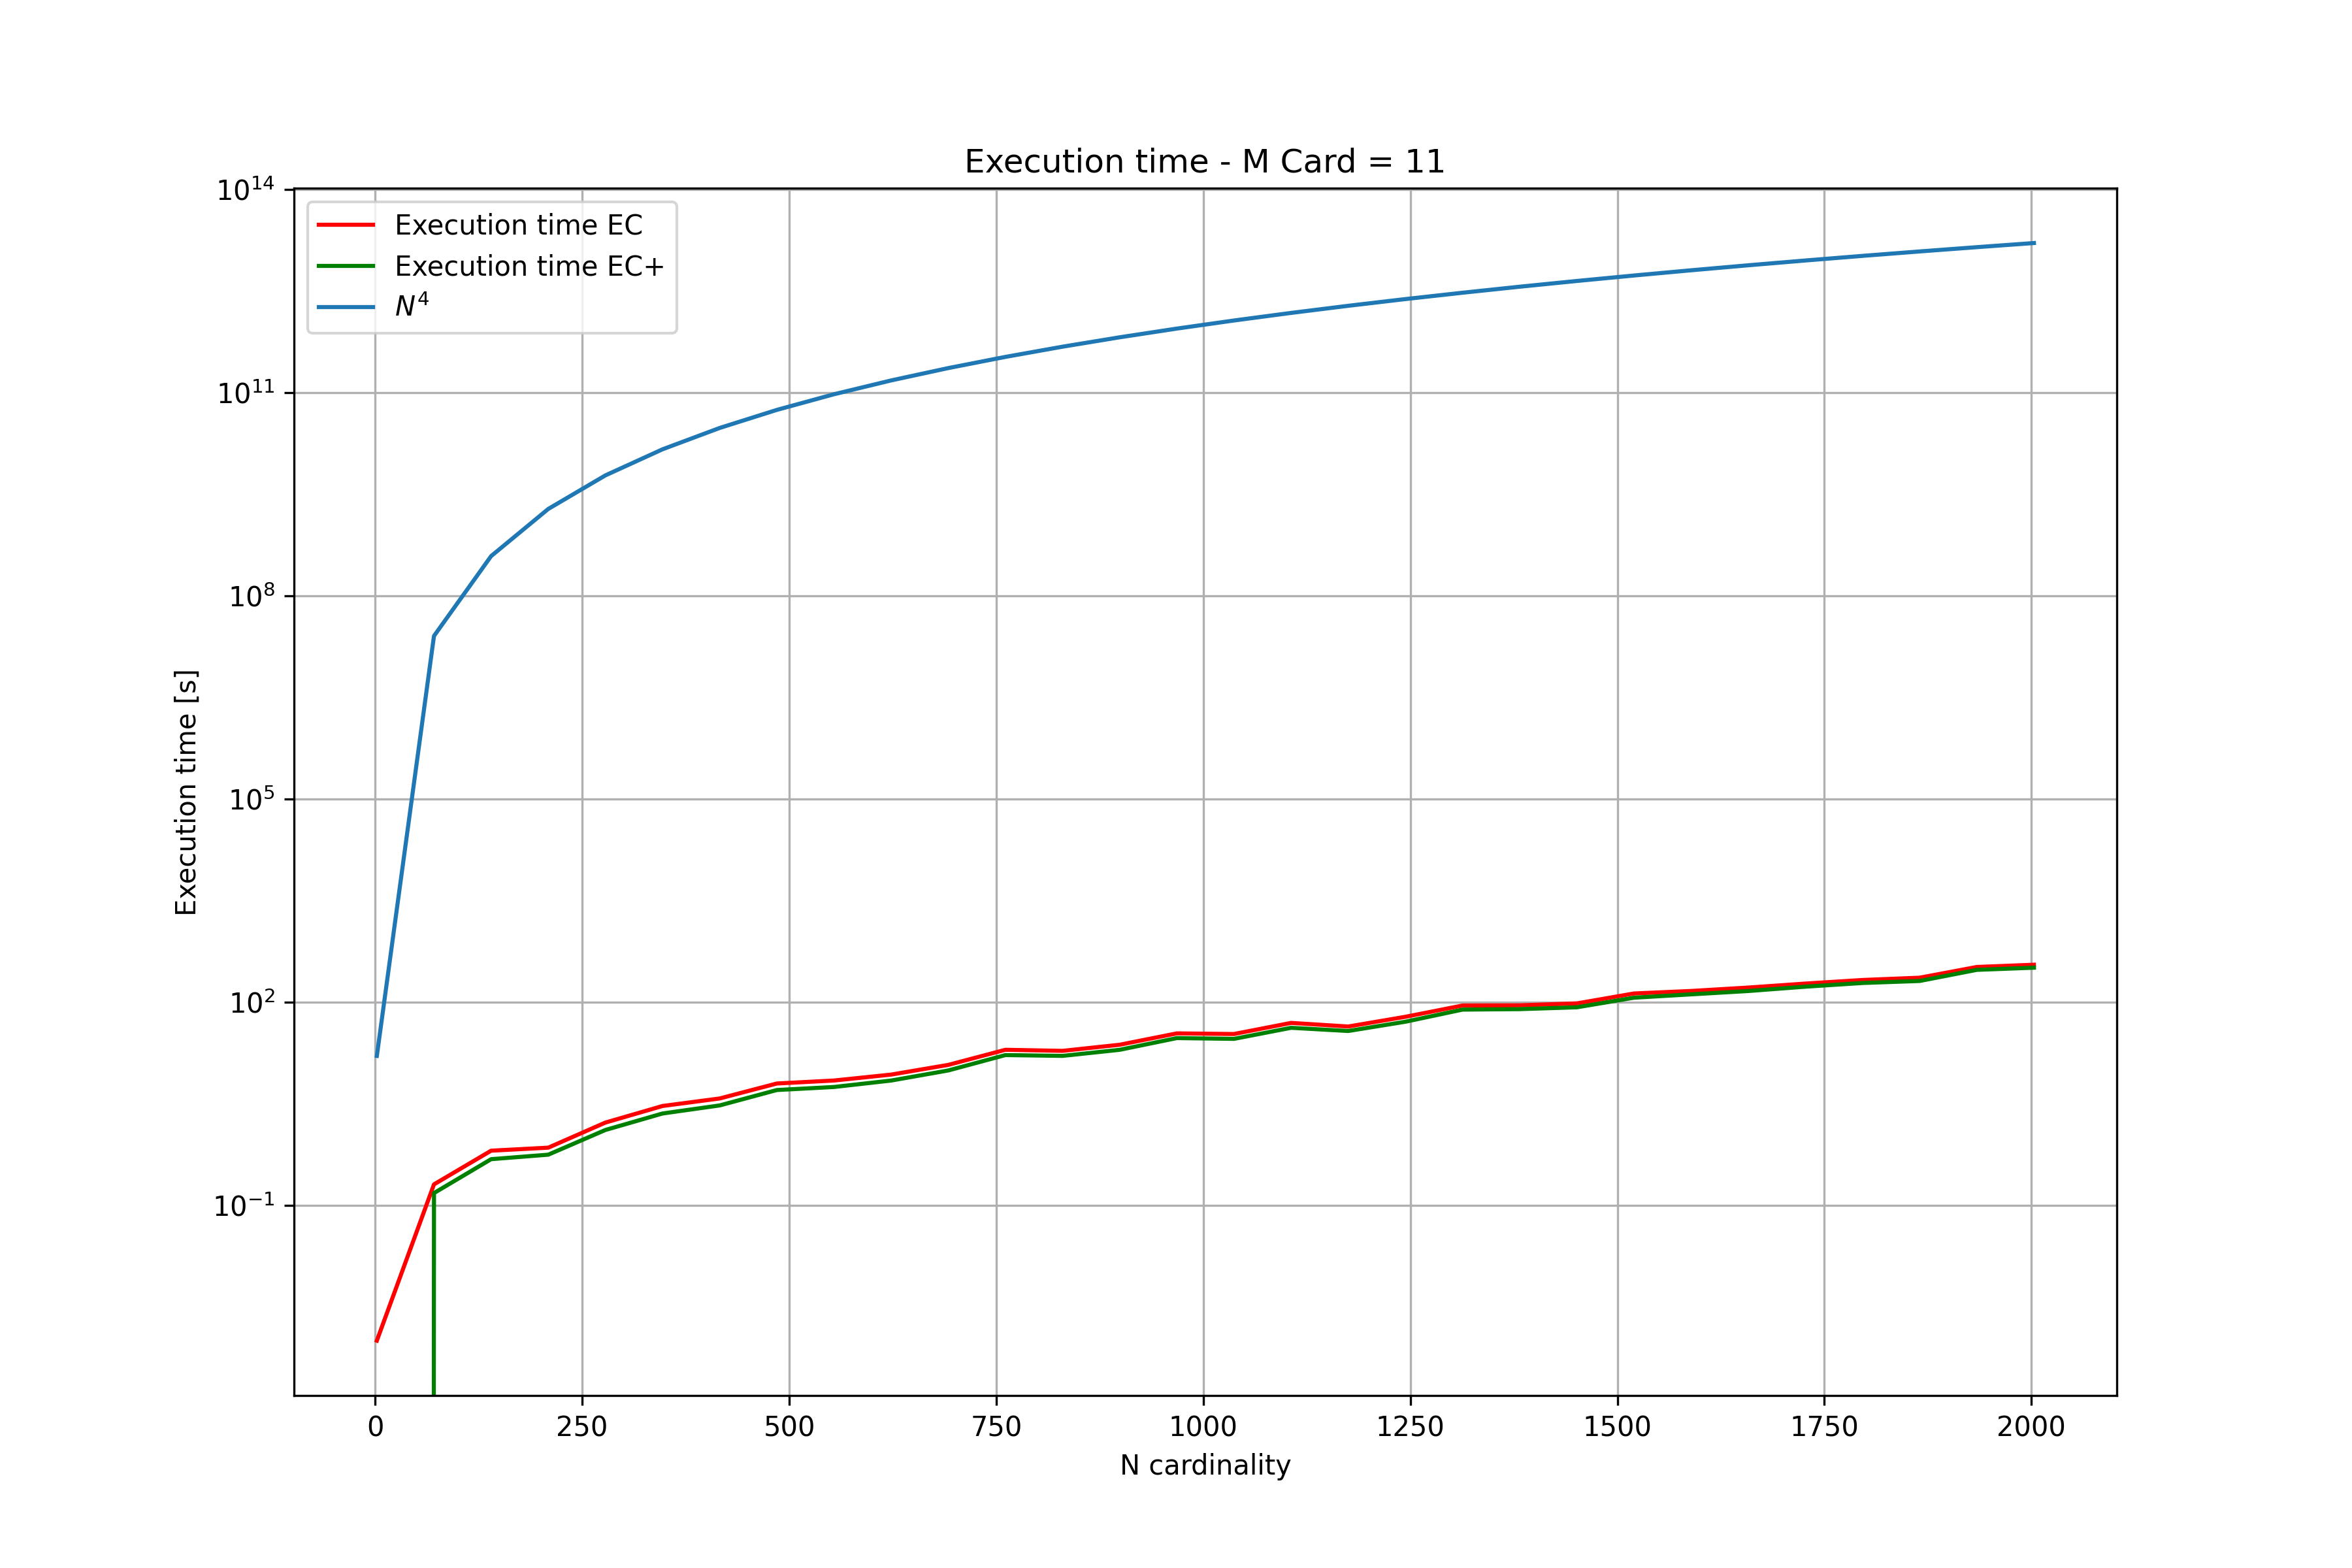 Execution time - M Card = 11
10¹⁴
Execution time EC
Execution time EC+
N⁴
10¹¹
10⁸
10⁵
10²
10⁻¹
Execution time [s]
0 250 500 750 1000 1250 1500 1750 2000
N cardinality